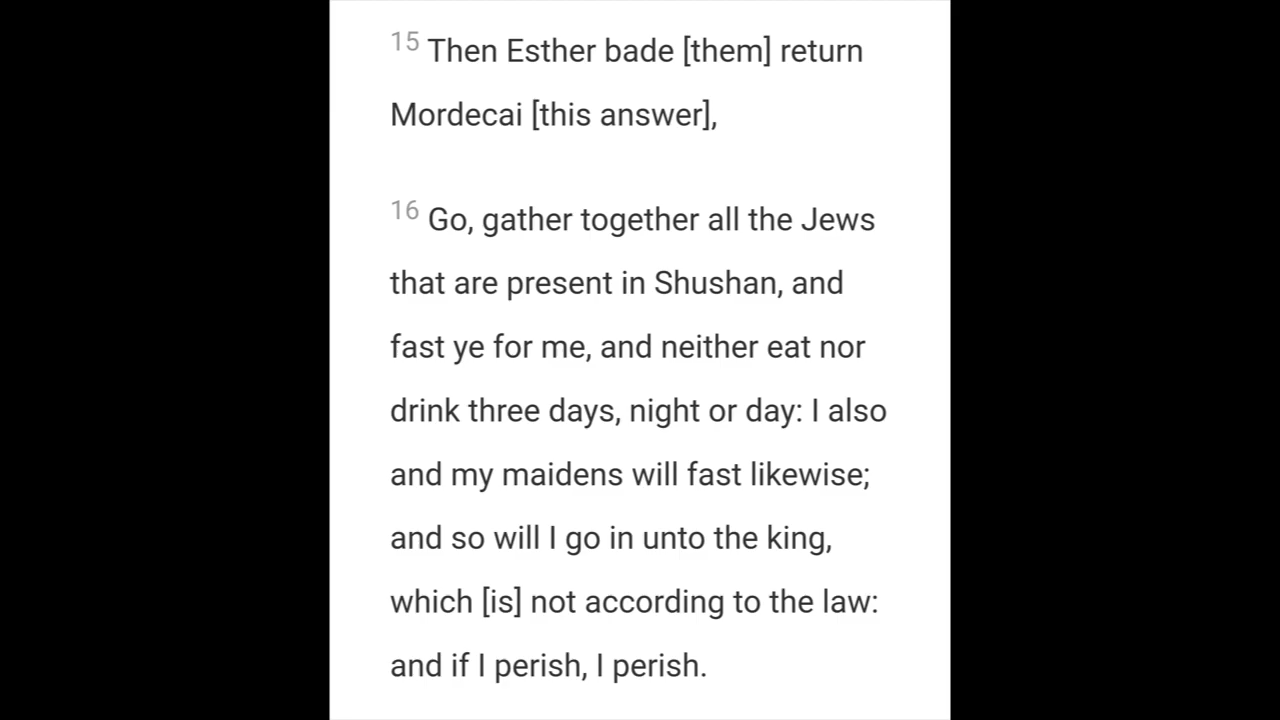 15 Then Esther bade [them] return
Mordecai [this answer],
16 Go, gather together all the Jews
that are present in Shushan, and
fast ye for me, and neither eat nor
drink three days, night or day: I also
and my maidens will fast likewise;
and so will I go in unto the king,
which [is] not according to the law:
and if I perish, I perish.